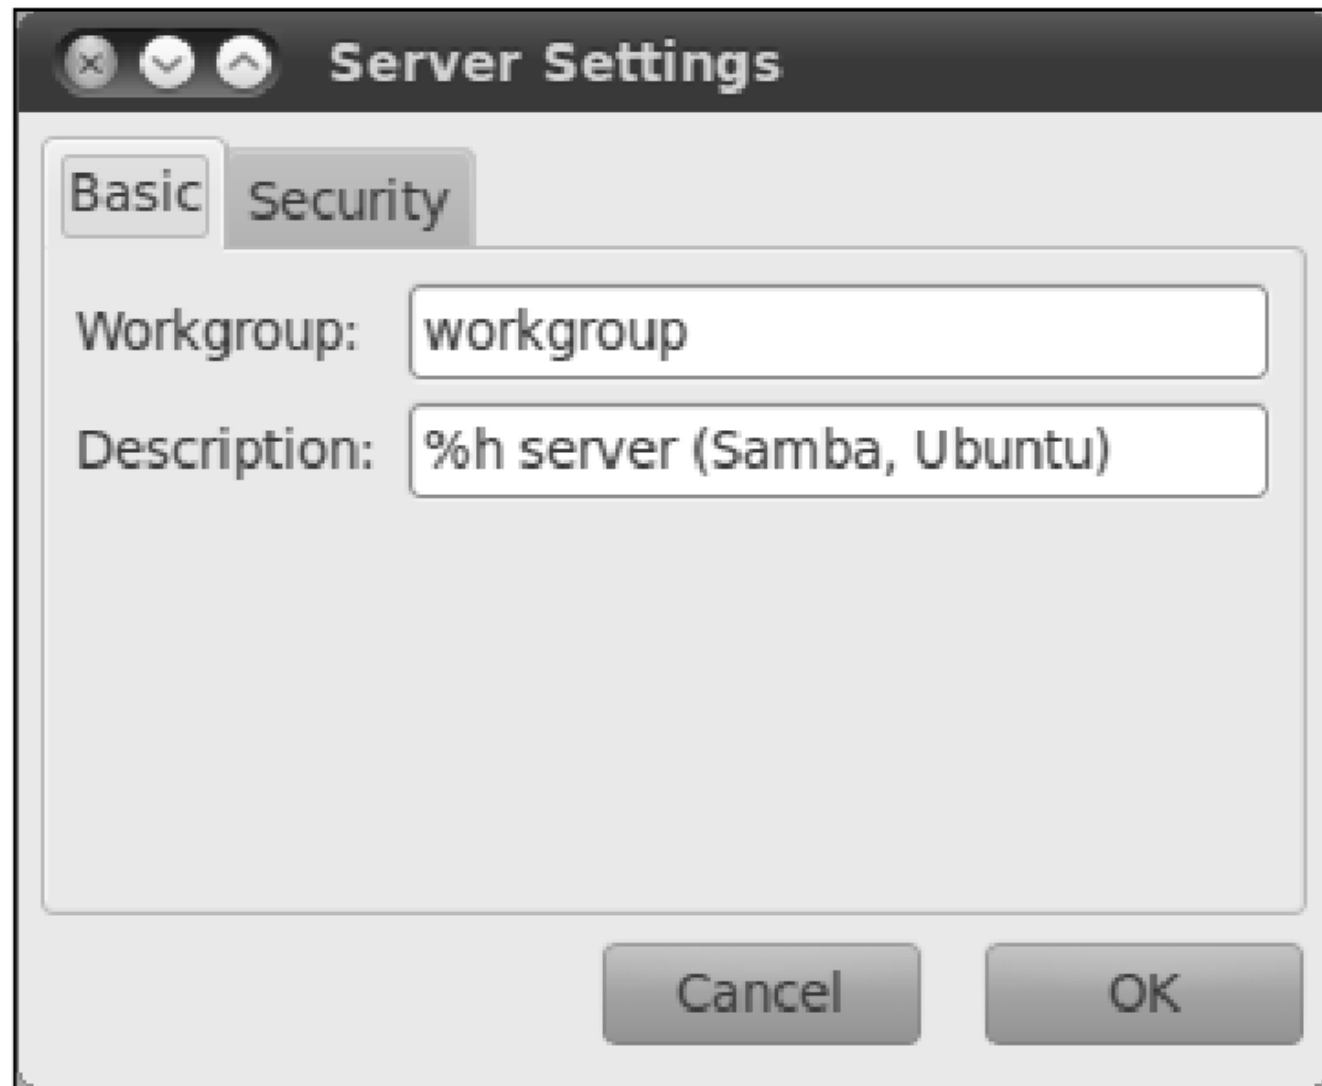 Server Settings
Basic Security
Workgroup: workgroup
Description: %h server (Samba, Ubuntu)
Cancel OK